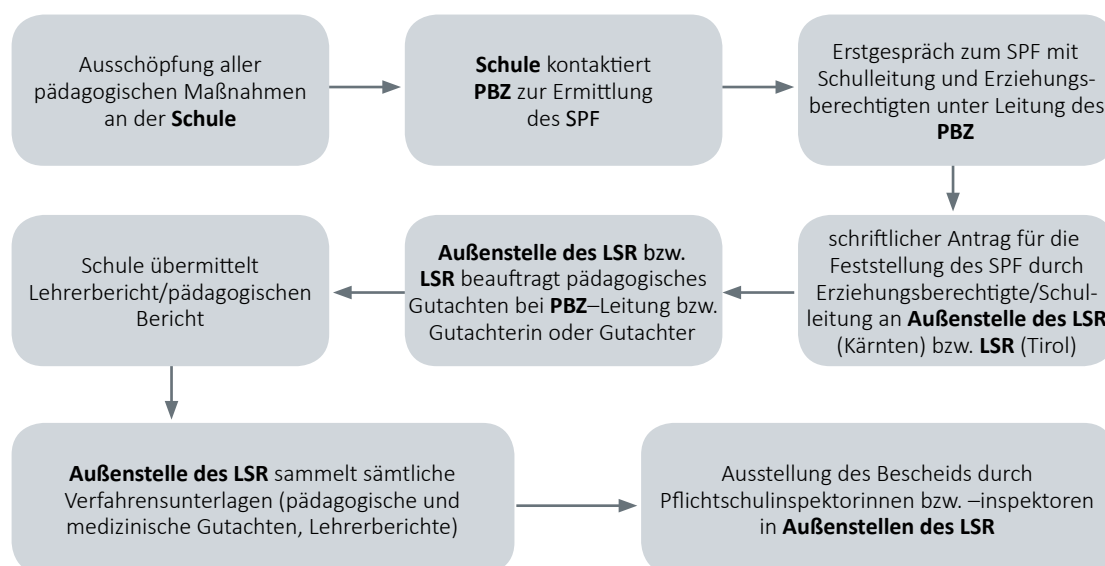 Ausschöpfung aller
pädagogischen Maßnahmen
an der Schule
Schule kontaktiert
PBZ zur Ermittlung
des SPF
Erstgespräch zum SPF mit
Schulleitung und Erziehungs-
berechtigten unter Leitung des
PBZ
schriftlicher Antrag für die
Feststellung des SPF durch
Erziehungsberechtigte/Schul-
leitung an Außenstelle des LSR
(Kärnten) bzw. LSR (Tirol)
Außenstelle des LSR bzw.
LSR beauftragt pädagogisches
Gutachten bei PBZ–Leitung bzw.
Gutachterin oder Gutachter
Schule übermittelt
Lehrerbericht/pädagogischen
Bericht
Außenstelle des LSR sammelt sämtliche
Verfahrensunterlagen (pädagogische und
medizinische Gutachten, Lehrerberichte)
Ausstellung des Bescheids durch
Pflichtschulinspektorinnen bzw. –inspektoren
in Außenstellen des LSR